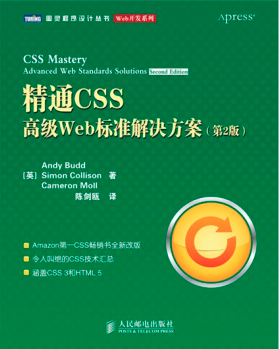 TURING 图灵程序设计丛书 Web开发系列
Apress®
CSS Mastery
Advanced Web Standards Solutions Second Edition
精通CSS
高级Web标准解决方案（第2版）
Andy Budd
[英] Simon Collison 著
Cameron Moll
陈剑瓯 译
Amazon第一CSS畅销书全新改版
令人叫绝的CSS技术汇总
涵盖CSS 3和HTML 5
人民邮电出版社
POSTS & TELECOM PRESS